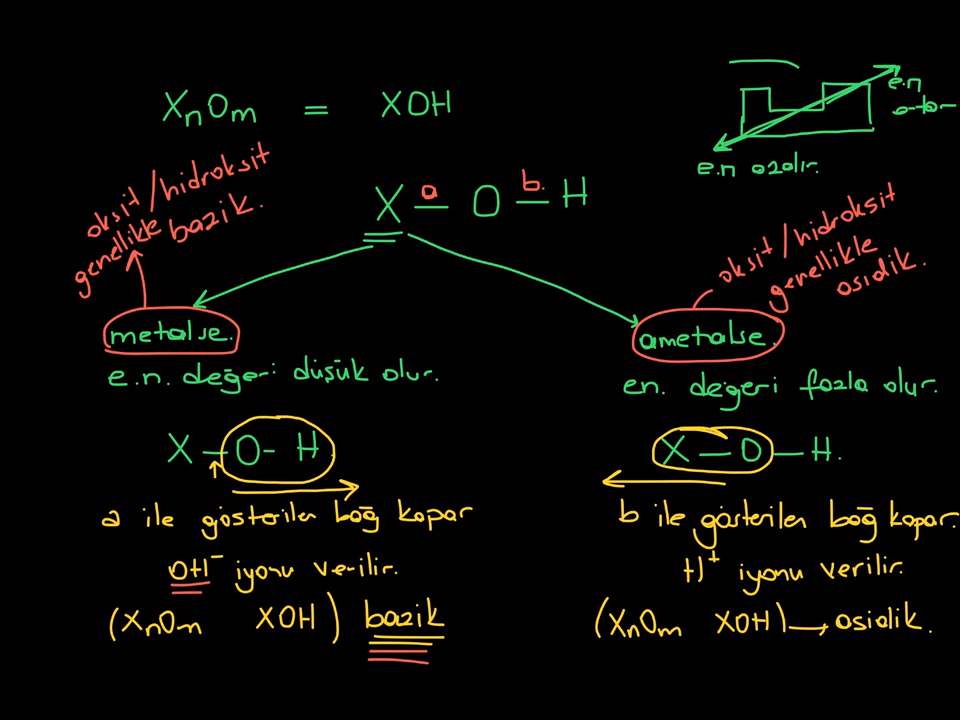 XnOm = XOH
e.n artar
e.n azalır.
X a O b. H
oksit/hidroksit
genellikle bazik.
oksit/hidroksit
genellikle
asidik.
metalse.
e.n. değeri düşük olur.
ametalse.
en. değeri fazla olur.
X - O - H
a ile gösterilen bağ kopar
OH⁻ iyonu verilir.
(XnOm XOH) bazik
X - O - H.
b ile gösterilen bağ kopar.
H⁺ iyonu verilir.
(XnOm XOH) → asidik.